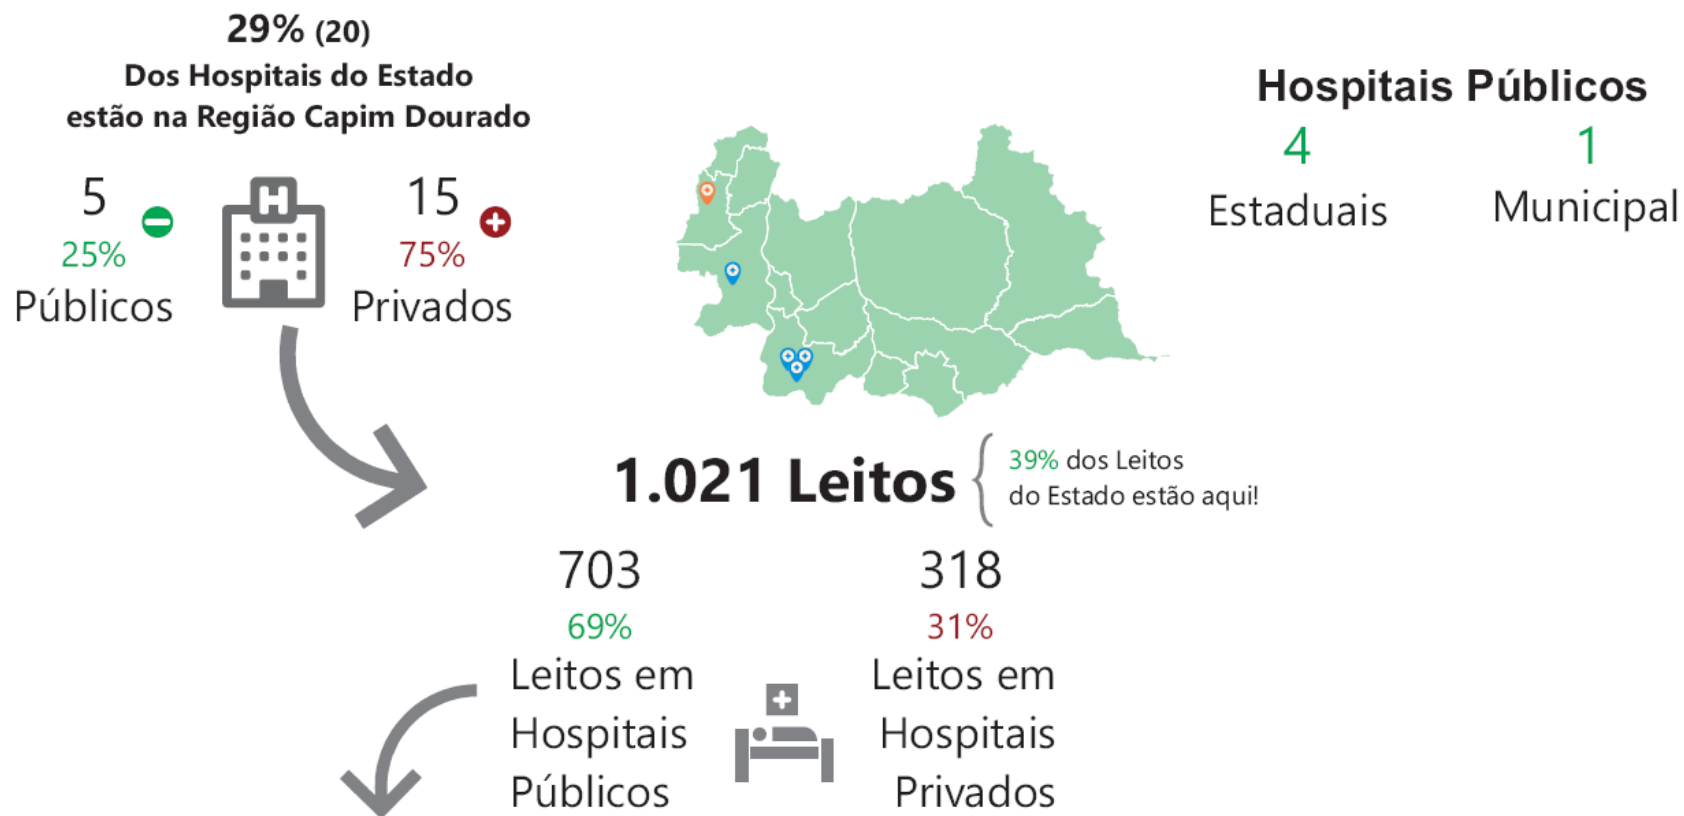 29% (20)
Dos Hospitais do Estado
estão na Região Capim Dourado
5
25%
Públicos
H
15
75%
Privados
Hospitais Públicos
4
Estaduais
1
Municipal
1.021 Leitos
39% dos Leitos
do Estado estão aqui!
703
69%
Leitos em
Hospitais
Públicos
318
31%
Leitos em
Hospitais
Privados